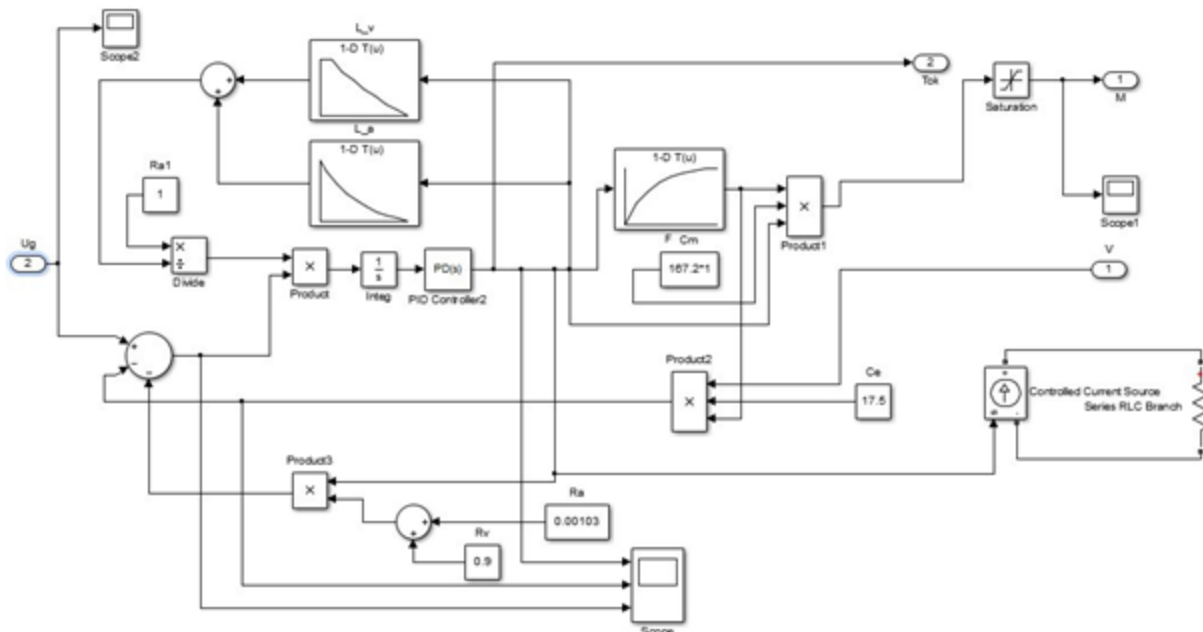 L_v
1-D T(u)
Scope2
2
Tok
1
M
Saturation
L_a
1-D T(u)
Ra1
1
1-D T(u)
×
Product1
Scope1
F
Cm
167.2*1
Ug
2
×
÷
Divide
×
Product
1
s
Integ
PD(s)
PID Controller2
V
1
+
−
−
Product2
×
Ce
17.5
Controlled Current Source
Series RLC Branch
Product3
×
Ra
0.00103
+
+
Rv
0.9
Scope